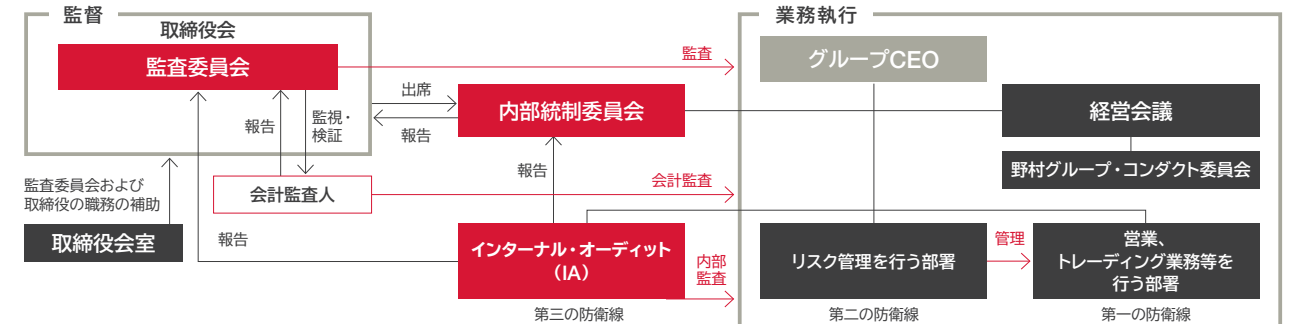 監督
業務執行
取締役会
監査委員会
監査
グループCEO
出席
内部統制委員会
経営会議
報告
監視・
検証
報告
報告
野村グループ・コンダクト委員会
監査委員会および
取締役の職務の補助
会計監査人
会計監査
取締役会室
報告
インターナル・オーディット
（IA）
内部
監査
リスク管理を行う部署
管理
営業、
トレーディング業務等を
行う部署
第三の防衛線
第二の防衛線
第一の防衛線